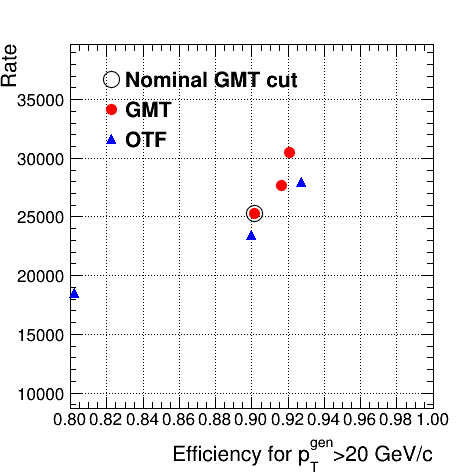 Rate
Nominal GMT cut
GMT
OTF
35000
30000
25000
20000
15000
10000
0.80 0.82 0.84 0.86 0.88 0.90 0.92 0.94 0.96 0.98 1.00
Efficiency for p_T^gen>20 GeV/c